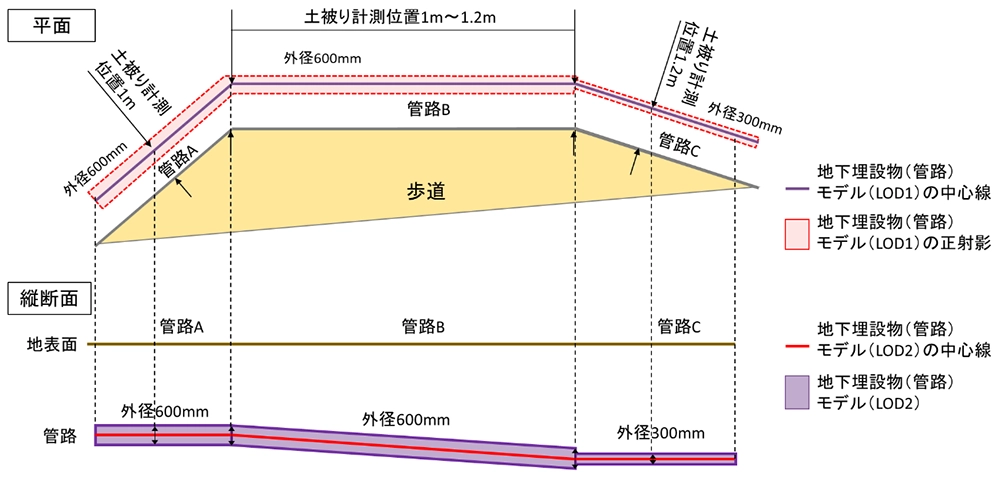 平面
土被り計測位置1m～1.2m
外径600mm
土被り計測
位置1m
土被り計測
位置1.2m
外径600mm
管路A
管路B
管路C
外径300mm
歩道
地下埋設物（管路）
モデル（LOD1）の中心線
地下埋設物（管路）
モデル（LOD1）の正射影
縦断面
管路A
管路B
管路C
地表面
地下埋設物（管路）
モデル（LOD2）の中心線
地下埋設物（管路）
モデル（LOD2）
外径600mm
外径600mm
外径300mm
管路